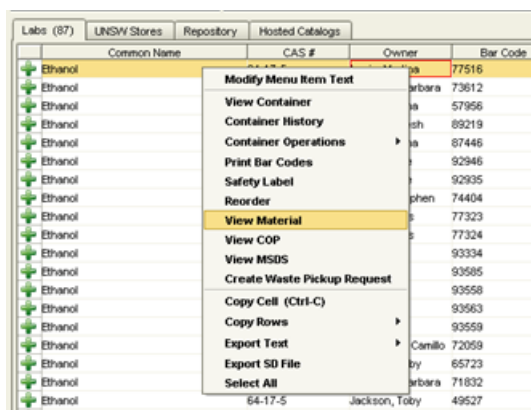 Labs (87) UNSW Stores Repository Hosted Catalogs
Common Name CAS # Owner Bar Code
Ethanol 77516
Ethanol 73612
Ethanol 57956
Ethanol 89219
Ethanol 87446
Ethanol 92946
Ethanol 92935
Ethanol 74404
Ethanol 77323
Ethanol 77324
Ethanol 93334
Ethanol 93585
Ethanol 93558
Ethanol 93563
Ethanol 93559
Ethanol Camillo 72059
Ethanol 65723
Ethanol 71832
Ethanol 64-17-5 Jackson, Toby 49527
Modify Menu Item Text
View Container
Container History
Container Operations
Print Bar Codes
Safety Label
Reorder
View Material
View COP
View MSDS
Create Waste Pickup Request
Copy Cell (Ctrl-C)
Copy Rows
Export Text
Export SD File
Select All